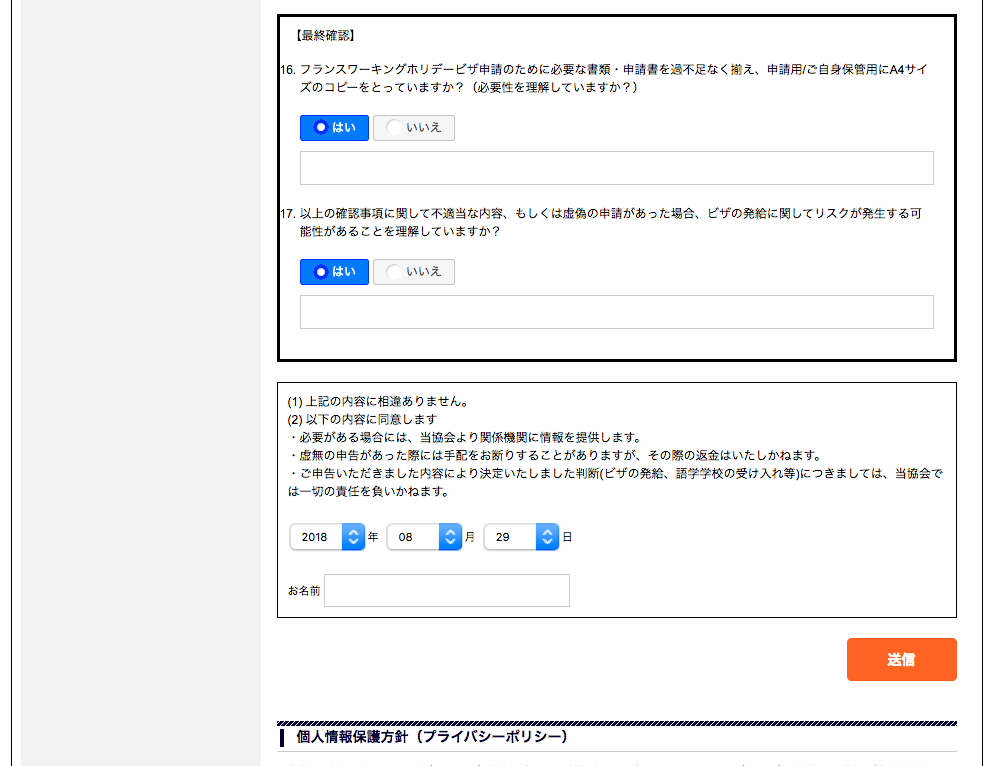 【最終確認】
16. フランスワーキングホリデービザ申請のために必要な書類・申請書を過不足なく揃え、申請用/ご自身保管用にA4サイ
ズのコピーをとっていますか？（必要性を理解していますか？）
はい いいえ
17. 以上の確認事項に関して不適当な内容、もしくは虚偽の申請があった場合、ビザの発給に関してリスクが発生する可
能性があることを理解していますか？
はい いいえ
(1) 上記の内容に相違ありません。
(2) 以下の内容に同意します
・必要がある場合には、当協会より関係機関に情報を提供します。
・虚無の申告があった際には手配をお断りすることがありますが、その際の返金はいたしかねます。
・ご申告いただきました内容により決定いたしました判断(ビザの発給、語学学校の受け入れ等)につきましては、当協会で
は一切の責任を負いかねます。
2018 年 08 月 29 日
お名前
送信
個人情報保護方針（プライバシーポリシー）